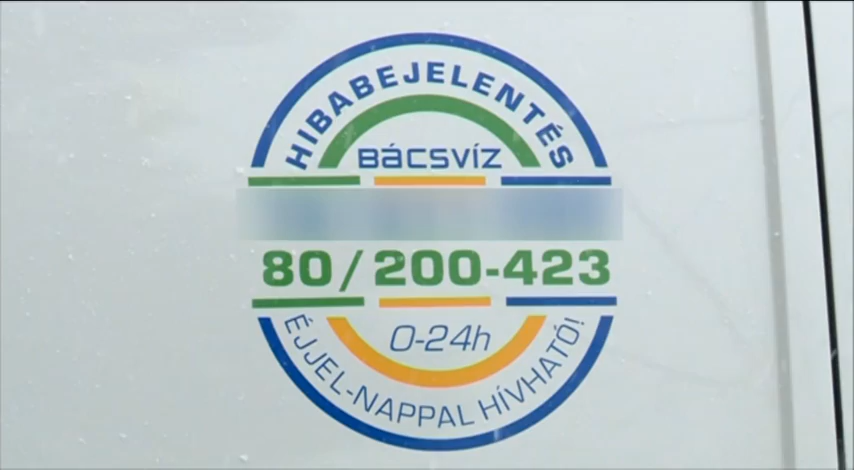 HIBABEJELENTÉS
BÁCSVÍZ
80/200-423
0-24h
ÉJJEL-NAPPAL HÍVHATÓ!